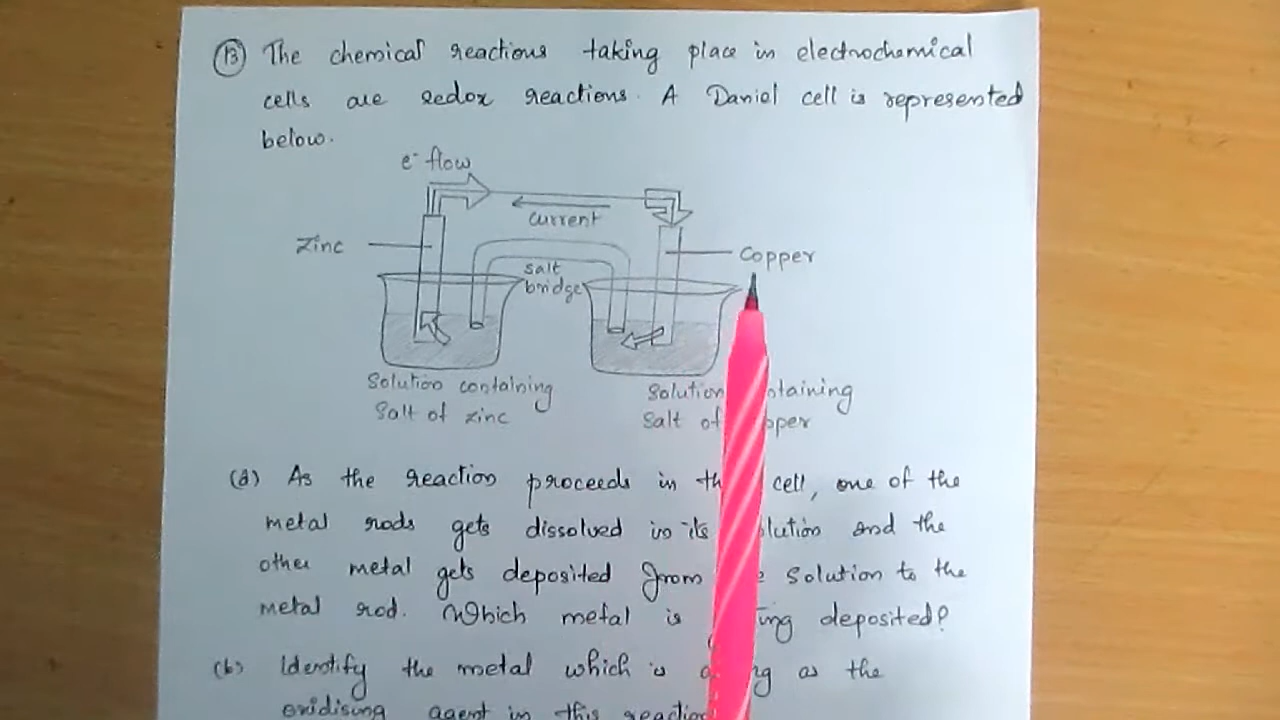 13 The chemical reactions taking place in electrochemical
cells are redox reactions. A Daniel cell is represented
below.
e⁻ flow
current
Zinc
Copper
salt
bridge
Solution containing
Salt of zinc
Solution
Salt of
(a) As the reaction proceeds in cell, one of the
metal rods gets dissolved in its and the
other metal gets deposited from solution to the
metal rod. Which metal is deposited?
(b) Identify the metal which is as the
oxidising agent in this